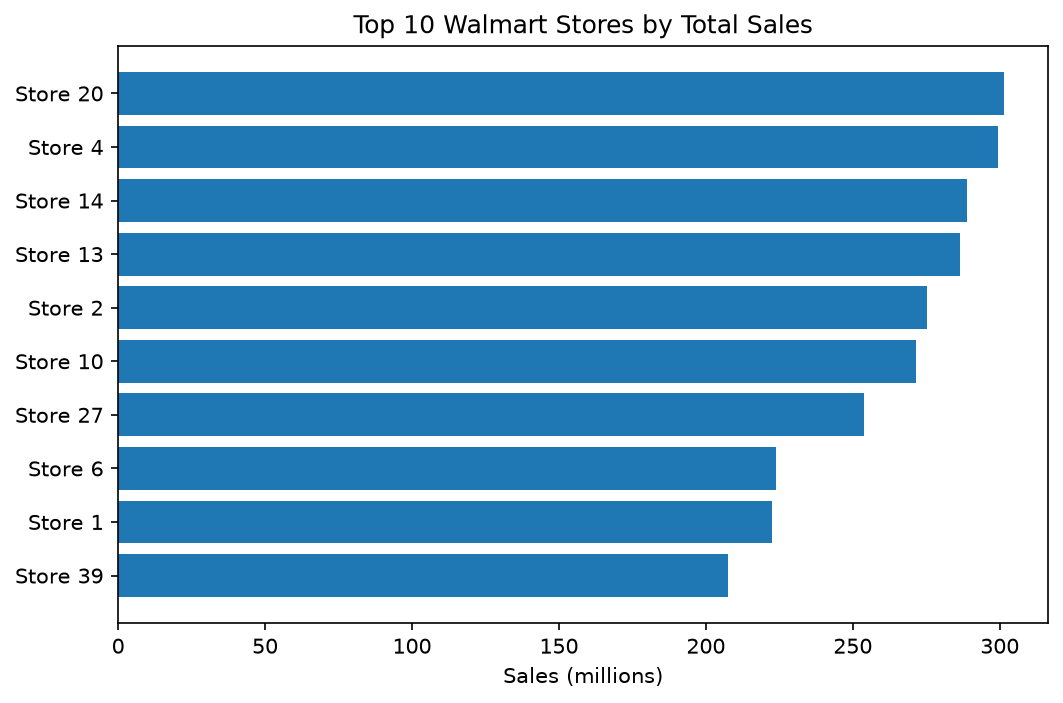 Top 10 Walmart Stores by Total Sales
Store 20
Store 4
Store 14
Store 13
Store 2
Store 10
Store 27
Store 6
Store 1
Store 39
0 50 100 150 200 250 300
Sales (millions)